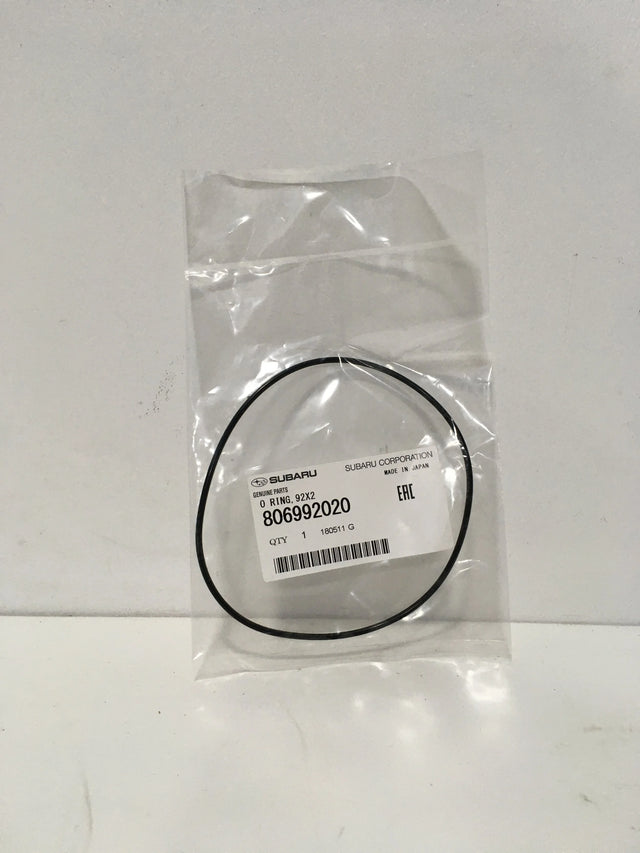 SUBARU
SUBARU CORPORATION
GENUINE PARTS
MADE IN JAPAN
O RING.92X2
806992020
EAC
QTY 1 180511 G